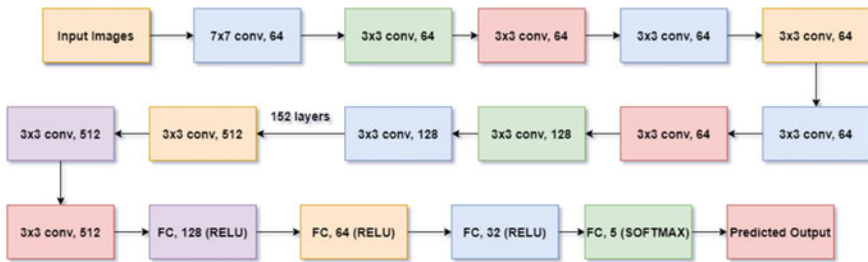 Input Images
7x7 conv, 64
3x3 conv, 64
3x3 conv, 64
3x3 conv, 64
3x3 conv, 64
3x3 conv, 64
3x3 conv, 64
3x3 conv, 128
3x3 conv, 128
152 layers
3x3 conv, 512
3x3 conv, 512
3x3 conv, 512
FC, 128 (RELU)
FC, 64 (RELU)
FC, 32 (RELU)
FC, 5 (SOFTMAX)
Predicted Output